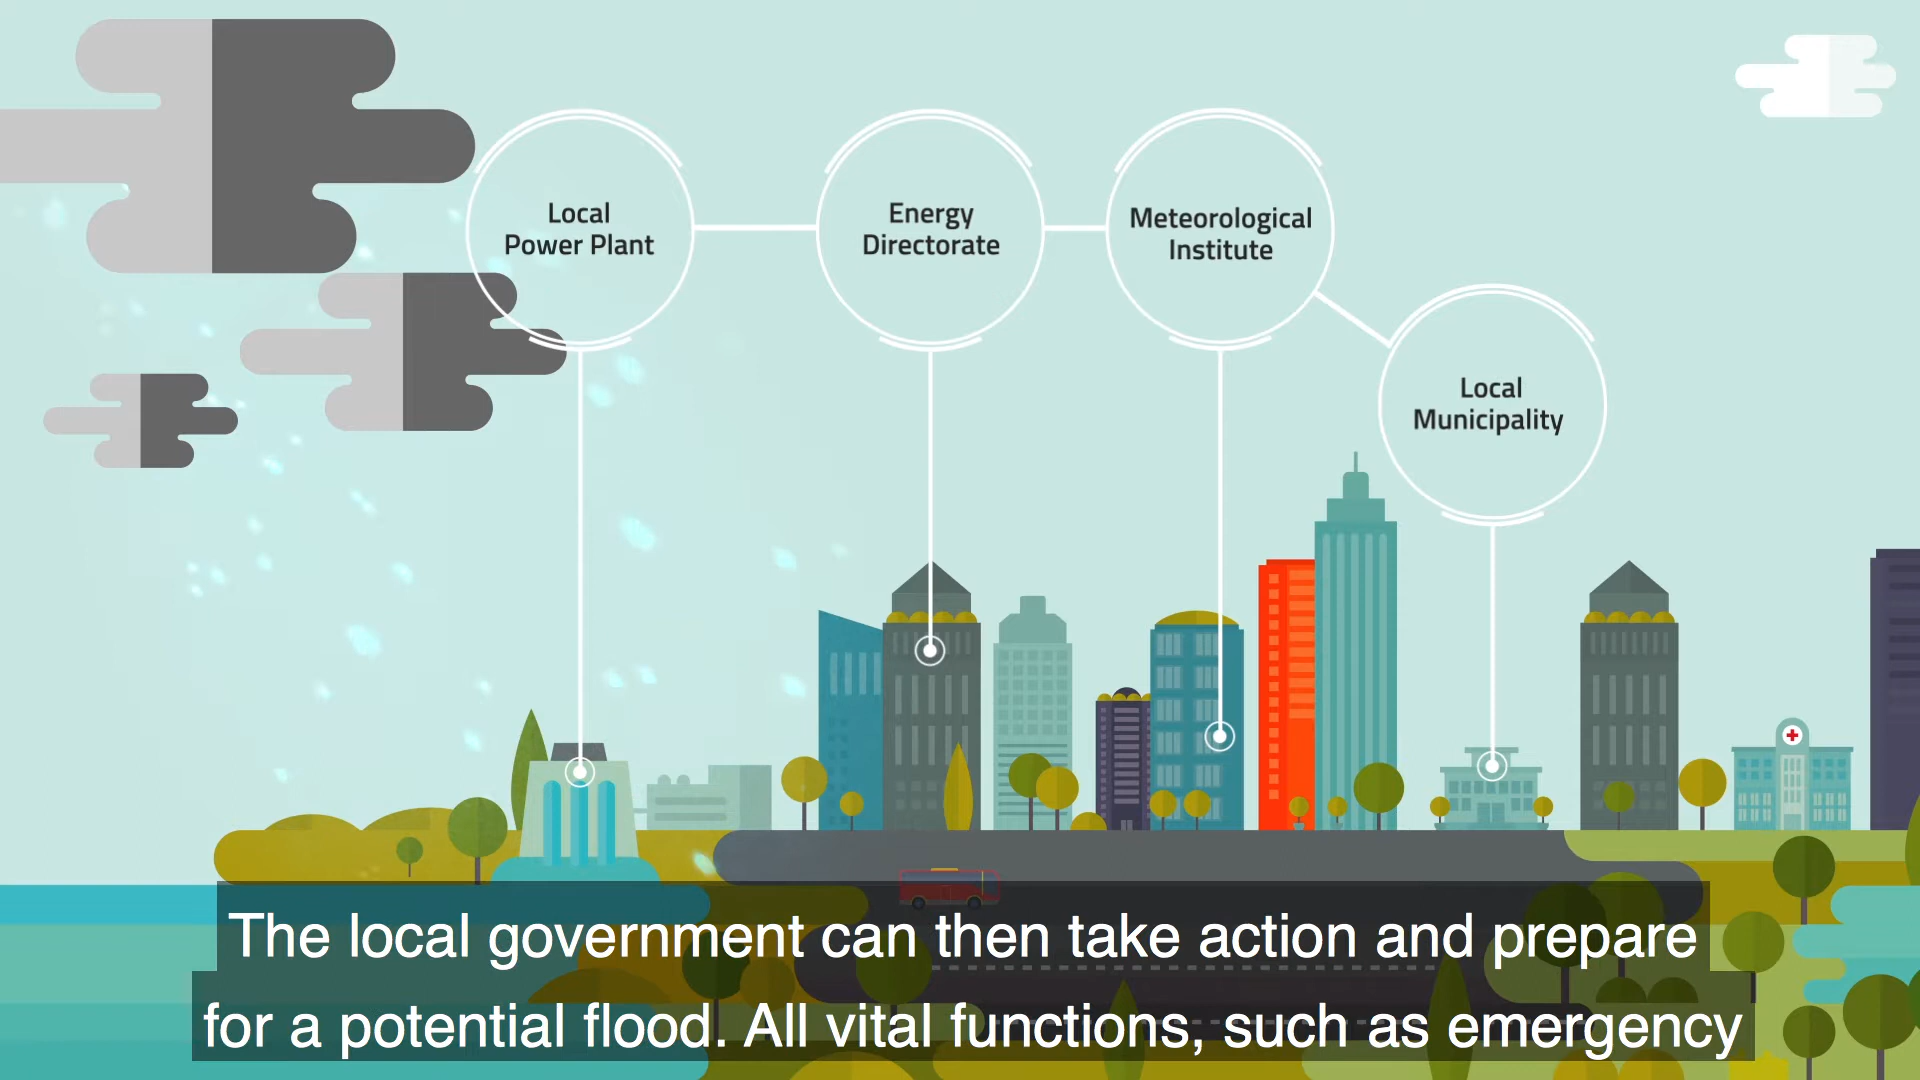 Local
Power Plant
Energy
Directorate
Meteorological
Institute
Local
Municipality
The local government can then take action and prepare
for a potential flood. All vital functions, such as emergency